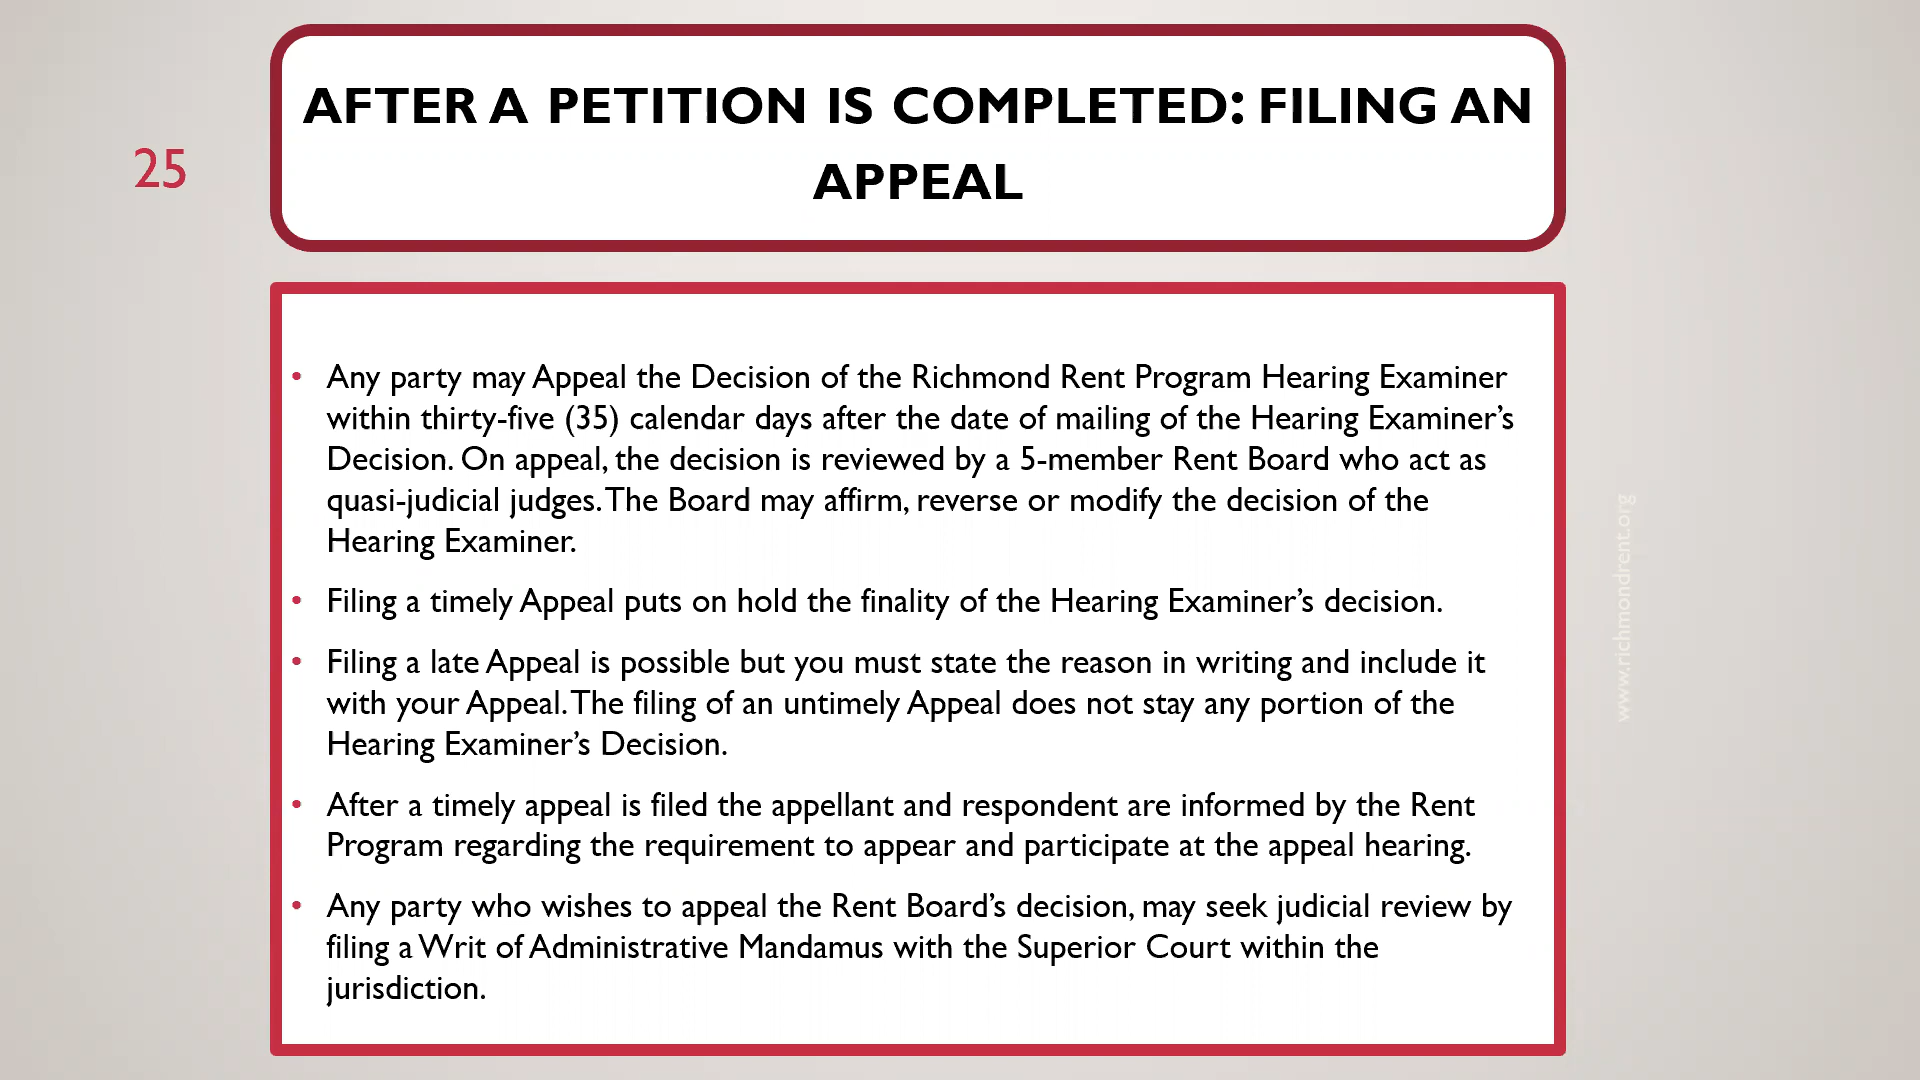 25
AFTER A PETITION IS COMPLETED: FILING AN
APPEAL
• Any party may Appeal the Decision of the Richmond Rent Program Hearing Examiner
within thirty-five (35) calendar days after the date of mailing of the Hearing Examiner’s
Decision. On appeal, the decision is reviewed by a 5-member Rent Board who act as
quasi-judicial judges. The Board may affirm, reverse or modify the decision of the
Hearing Examiner.
• Filing a timely Appeal puts on hold the finality of the Hearing Examiner’s decision.
• Filing a late Appeal is possible but you must state the reason in writing and include it
with your Appeal. The filing of an untimely Appeal does not stay any portion of the
Hearing Examiner’s Decision.
• After a timely appeal is filed the appellant and respondent are informed by the Rent
Program regarding the requirement to appear and participate at the appeal hearing.
• Any party who wishes to appeal the Rent Board’s decision, may seek judicial review by
filing a Writ of Administrative Mandamus with the Superior Court within the
jurisdiction.
www.richmondrent.org